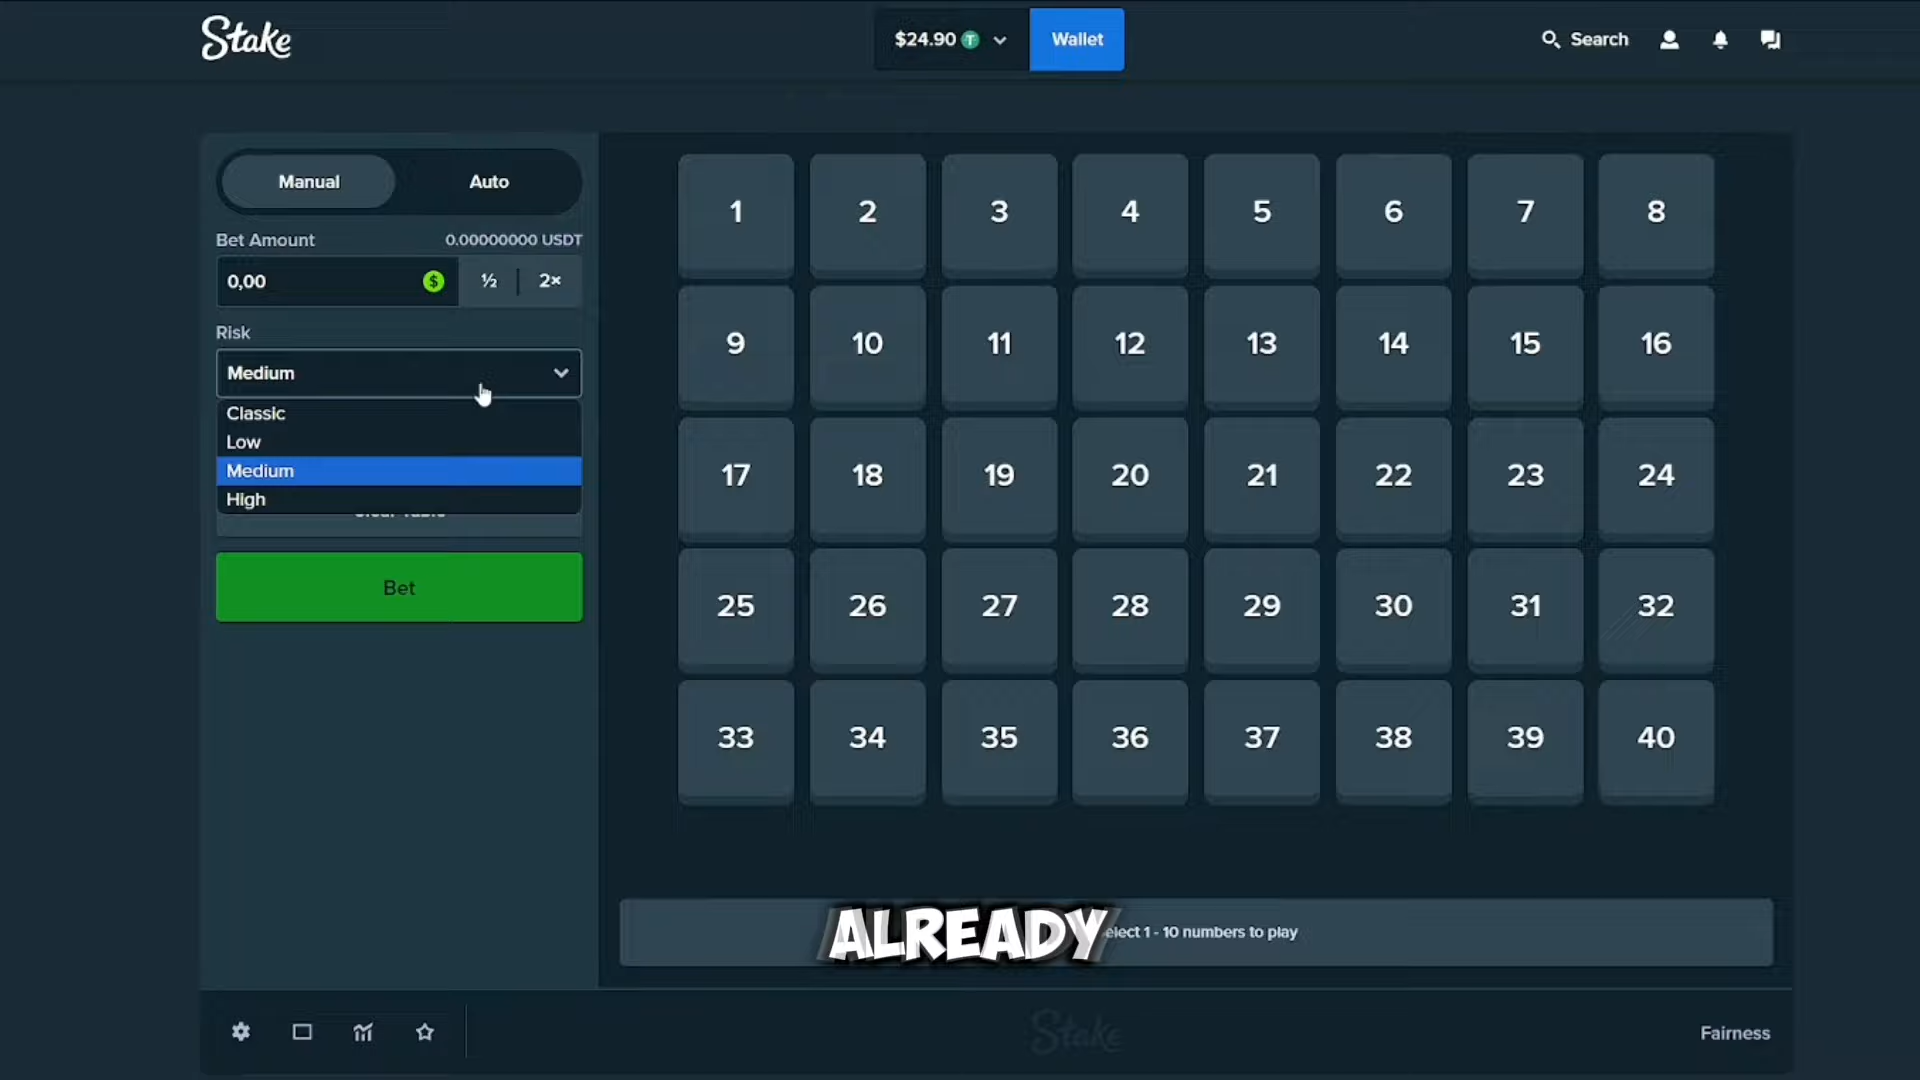 Stake
$24.90
Wallet
Search
Manual
Auto
Bet Amount
0.00000000 USDT
0,00
½
2×
Risk
Medium
Classic
Low
Medium
High
Bet
1 2 3 4 5 6 7 8
9 10 11 12 13 14 15 16
17 18 19 20 21 22 23 24
25 26 27 28 29 30 31 32
33 34 35 36 37 38 39 40
ALREADY
1 - 10 numbers to play
Stake
Fairness